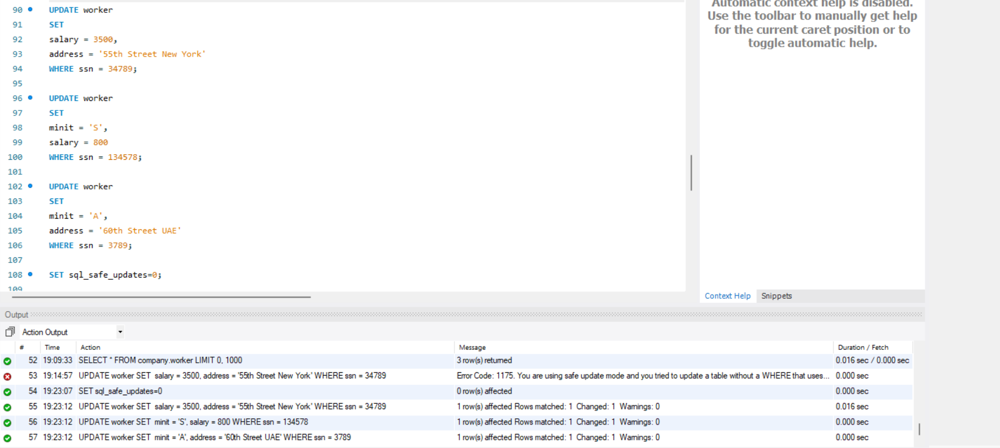 90 UPDATE worker
91 SET
92 salary = 3500,
93 address = '55th Street New York'
94 WHERE ssn = 34789;
95
96 UPDATE worker
97 SET
98 minit = 'S',
99 salary = 800
100 WHERE ssn = 134578;
101
102 UPDATE worker
103 SET
104 minit = 'A',
105 address = '60th Street UAE'
106 WHERE ssn = 3789;
107
108 SET sql_safe_updates=0;
109
Automatic context help is disabled.
Use the toolbar to manually get help
for the current caret position or to
toggle automatic help.
Context Help Snippets
Output
Action Output
# Time Action Message Duration / Fetch
52 19:09:33 SELECT * FROM company.worker LIMIT 0, 1000 3 row(s) returned 0.016 sec / 0.000 sec
53 19:14:57 UPDATE worker SET salary = 3500, address = '55th Street New York' WHERE ssn = 34789 Error Code: 1175. You are using safe update mode and you tried to update a table without a WHERE that uses... 0.000 sec
54 19:23:07 SET sql_safe_updates=0 0 row(s) affected 0.000 sec
55 19:23:12 UPDATE worker SET salary = 3500, address = '55th Street New York' WHERE ssn = 34789 1 row(s) affected Rows matched: 1 Changed: 1 Warnings: 0 0.016 sec
56 19:23:12 UPDATE worker SET minit = 'S', salary = 800 WHERE ssn = 134578 1 row(s) affected Rows matched: 1 Changed: 1 Warnings: 0 0.000 sec
57 19:23:12 UPDATE worker SET minit = 'A', address = '60th Street UAE' WHERE ssn = 3789 1 row(s) affected Rows matched: 1 Changed: 1 Warnings: 0 0.000 sec